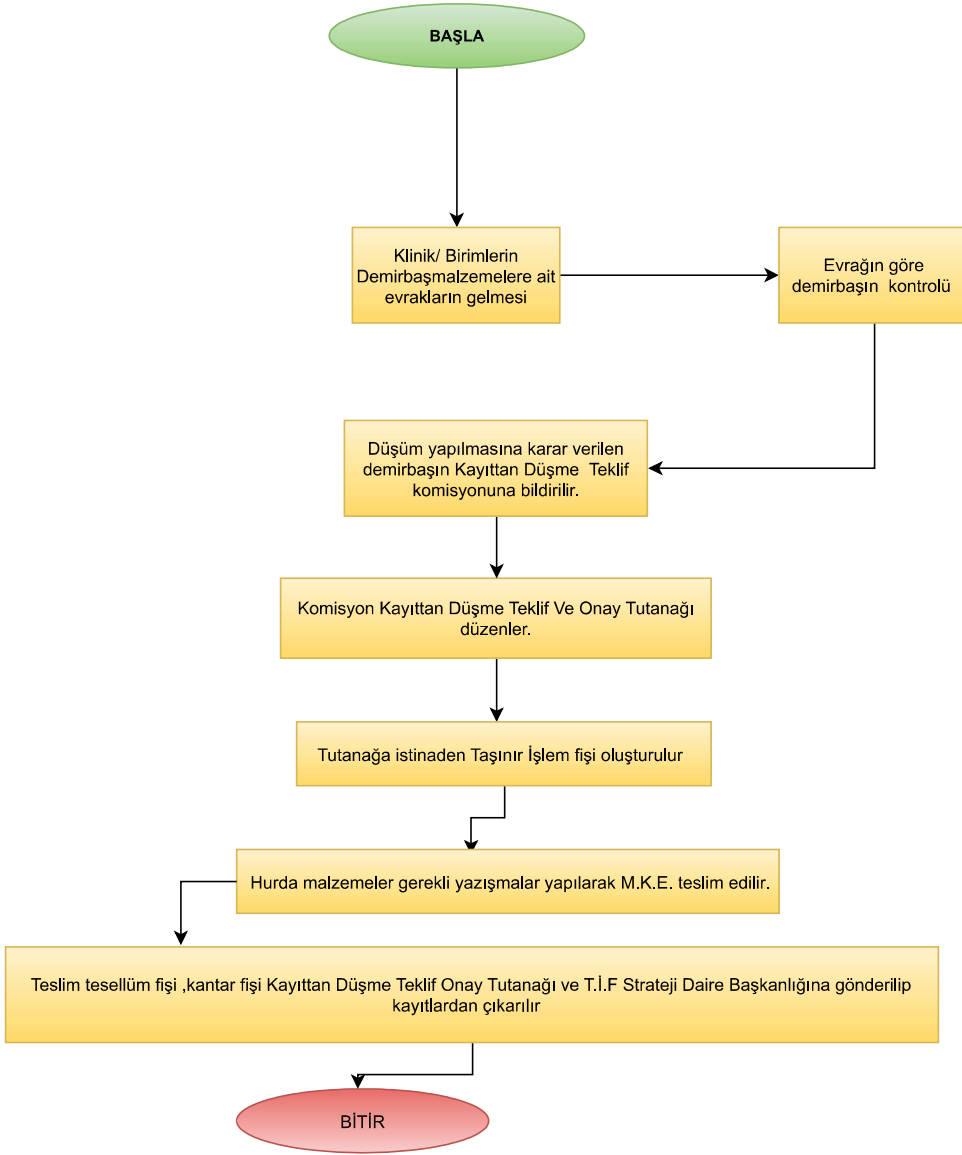 BAŞLA
Klinik/ Birimlerin
Demirbaşmalzemelere ait
evrakların gelmesi
Evrağın göre
demirbaşın kontrolü
Düşüm yapılmasına karar verilen
demirbaşın Kayıttan Düşme Teklif
komisyonuna bildirilir.
Komisyon Kayıttan Düşme Teklif Ve Onay Tutanağı
düzenler.
Tutanağa istinaden Taşınır İşlem fişi oluşturulur
Hurda malzemeler gerekli yazışmalar yapılarak M.K.E. teslim edilir.
Teslim tesellüm fişi ,kantar fişi Kayıttan Düşme Teklif Onay Tutanağı ve T.İ.F Strateji Daire Başkanlığına gönderilip
kayıtlardan çıkarılır
BİTİR